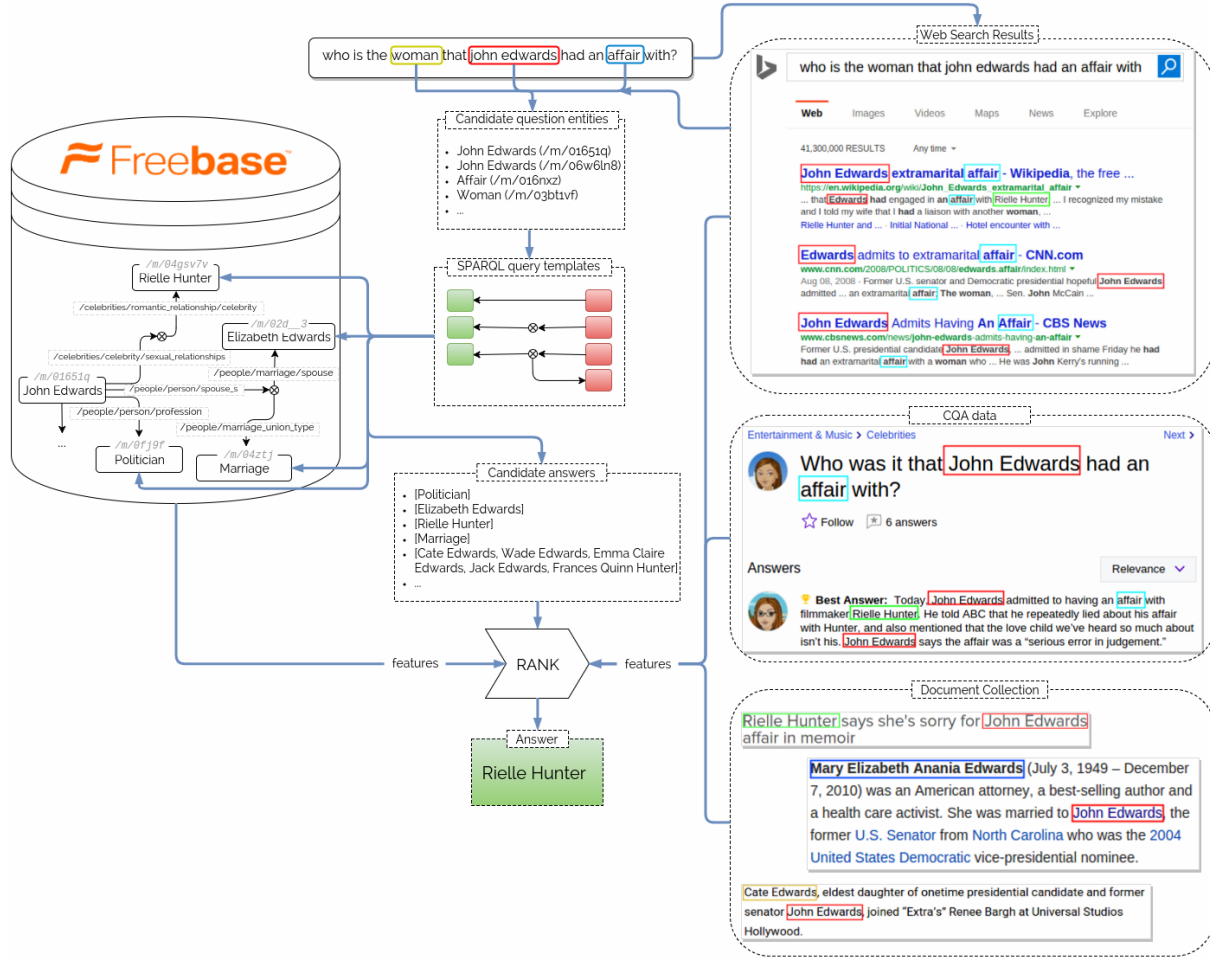 who is the woman that john edwards had an affair with?
Candidate question entities
• John Edwards (/m/01651q)
• John Edwards (/m/06w6ln8)
• Affair (/m/016nxz)
• Woman (/m/03bt1vf)
• ...
SPARQL query templates
Freebase
/m/04gsv7v
Rielle Hunter
/celebrities/romantic_relationship/celebrity
/m/02d__3
Elizabeth Edwards
/celebrities/celebrity/sexual_relationships
/people/marriage/spouse
/m/01651q
John Edwards
/people/person/spouse_s
/people/person/profession
/people/marriage_union_type
...
/m/0fj9f
Politician
/m/04ztj
Marriage
Candidate answers
• [Politician]
• [Elizabeth Edwards]
• [Rielle Hunter]
• [Marriage]
• [Cate Edwards, Wade Edwards, Emma Claire
Edwards, Jack Edwards, Frances Quinn Hunter]
• ...
features
RANK
features
Answer
Rielle Hunter
Web Search Results
who is the woman that john edwards had an affair with
Web Images Videos Maps News Explore
41,300,000 RESULTS Any time
John Edwards extramarital affair - Wikipedia, the free ...
https://en.wikipedia.org/wiki/John_Edwards_extramarital_affair
... that Edwards had engaged in an affair with Rielle Hunter ... I recognized my mistake
and I told my wife that I had a liaison with another woman, ...
Rielle Hunter and ... · Initial National ... · Hotel encounter with ...
Edwards admits to extramarital affair - CNN.com
www.cnn.com/2008/POLITICS/08/08/edwards.affair/index.html
Aug 08, 2008 · Former U.S. senator and Democratic presidential hopeful John Edwards
admitted ... an extramarital affair. The woman, ... Sen. John McCain ...
John Edwards Admits Having An Affair - CBS News
www.cbsnews.com/news/john-edwards-admits-having-an-affair
Former U.S. presidential candidate John Edwards, ... admitted in shame Friday he had
had an extramarital affair with a woman who ... He was John Kerry's running ...
CQA data
Entertainment & Music > Celebrities
Next >
Who was it that John Edwards had an
affair with?
Follow 6 answers
Answers
Relevance
Best Answer: Today, John Edwards admitted to having an affair with
filmmaker Rielle Hunter. He told ABC that he repeatedly lied about his affair
with Hunter, and also mentioned that the love child we've heard so much about
isn't his. John Edwards says the affair was a “serious error in judgement.”
Document Collection
Rielle Hunter says she's sorry for John Edwards
affair in memoir
Mary Elizabeth Anania Edwards (July 3, 1949 – December
7, 2010) was an American attorney, a best-selling author and
a health care activist. She was married to John Edwards, the
former U.S. Senator from North Carolina who was the 2004
United States Democratic vice-presidential nominee.
Cate Edwards, eldest daughter of onetime presidential candidate and former
senator John Edwards, joined “Extra's” Renee Bargh at Universal Studios
Hollywood.